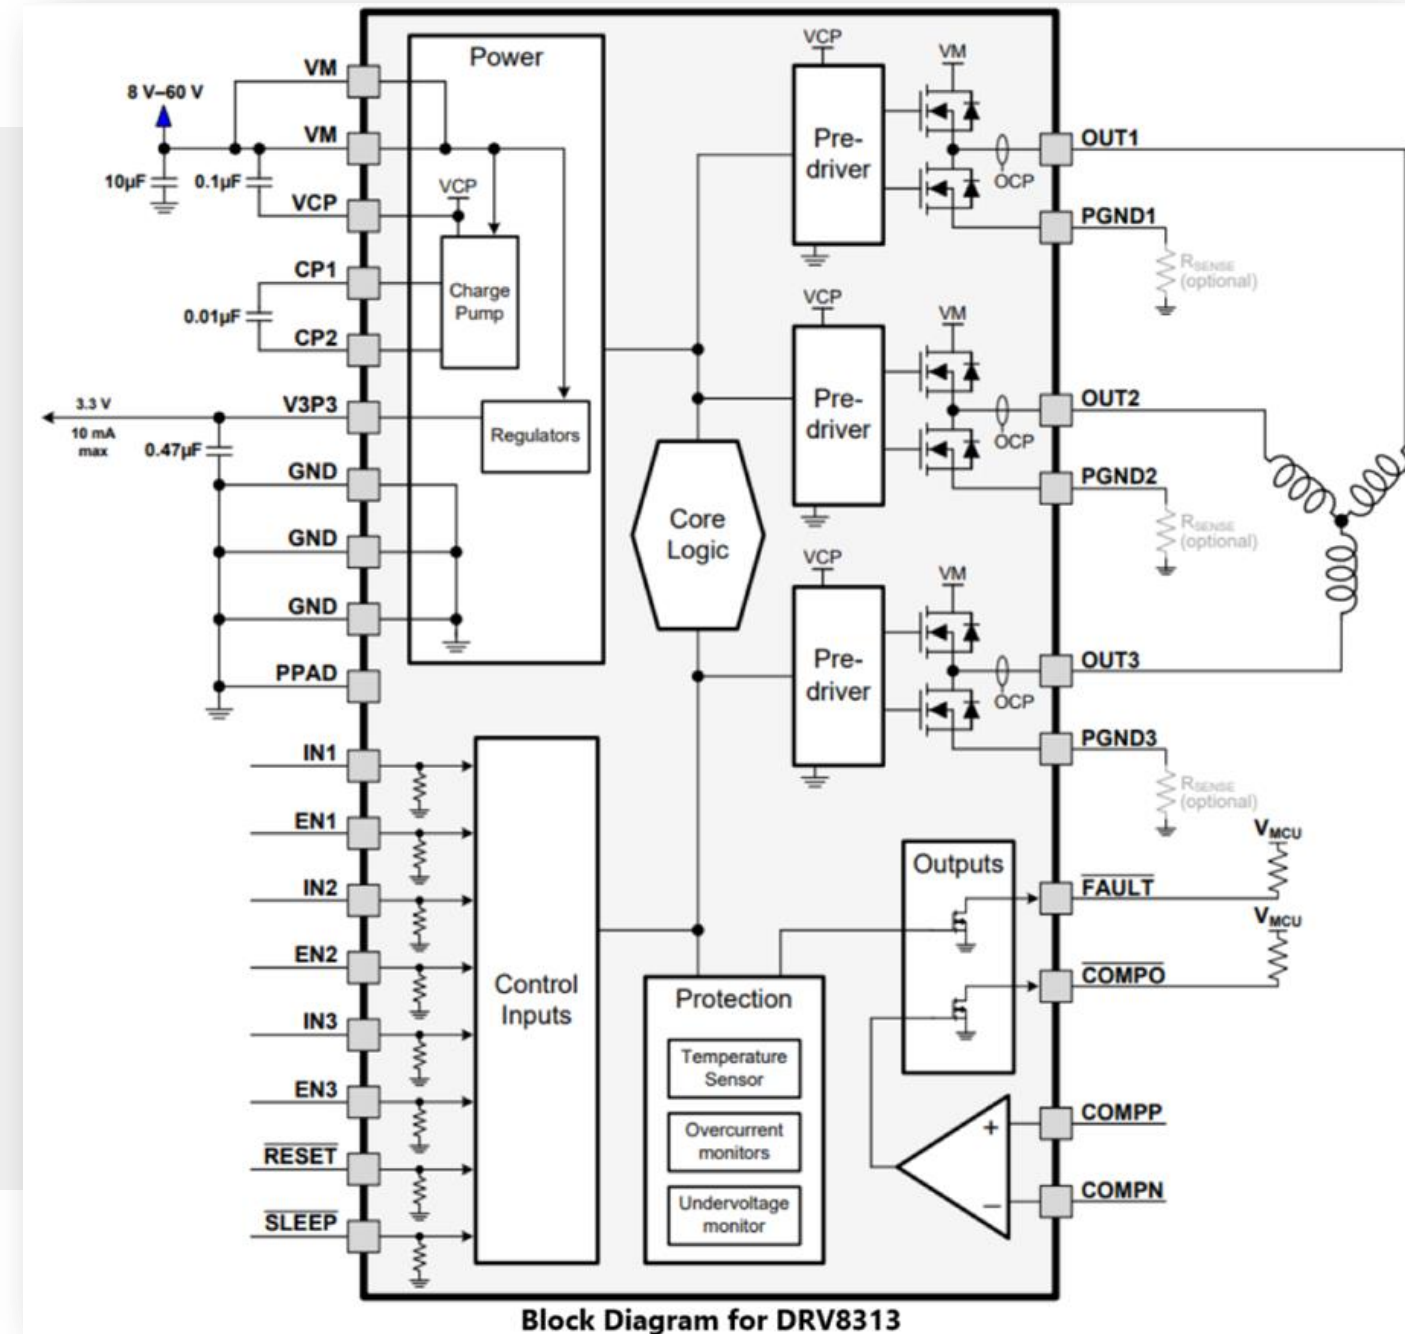 Power
VM
8 V–60 V
VM
10µF
0.1µF
VCP
VCP
CP1
0.01µF
CP2
Charge
Pump
3.3 V
10 mA
max
V3P3
0.47µF
Regulators
GND
GND
GND
PPAD
IN1
EN1
IN2
EN2
IN3
EN3
RESET
SLEEP
Control
Inputs
Core
Logic
VCP
VM
Pre-
driver
OCP
OUT1
PGND1
RSENSE
(optional)
VCP
VM
Pre-
driver
OCP
OUT2
PGND2
RSENSE
(optional)
VCP
VM
Pre-
driver
OCP
OUT3
PGND3
RSENSE
(optional)
Protection
Temperature
Sensor
Overcurrent
monitors
Undervoltage
monitor
Outputs
VMCU
FAULT
VMCU
COMPO
+
COMPP
–
COMPN
Block Diagram for DRV8313